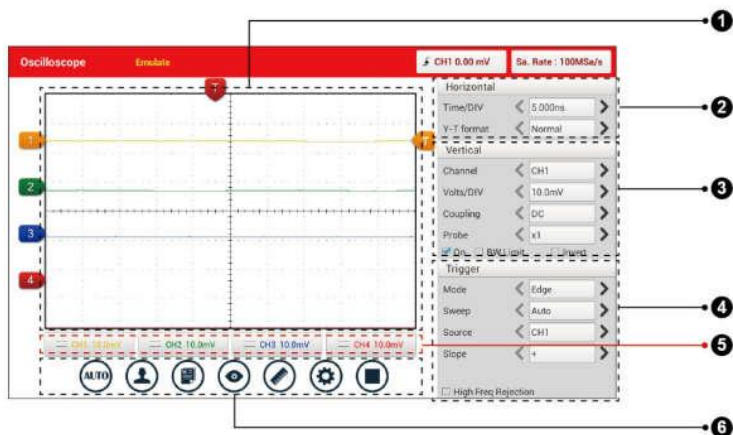 1
Oscilloscope Emulate CH1 0.00 mV Sa. Rate : 100MSa/s
T
Horizontal
Time/DIV 5.000ns
2
Y-T format Normal
1
T
Vertical
Channel CH1
2
Volts/DIV 10.0mV
3
Coupling DC
3
Probe x1
On BW Limit Invert
Trigger
4
Mode Edge
4
Sweep Auto
Source CH1
CH1 10.0mV CH2 10.0mV CH3 10.0mV CH4 10.0mV
5
Slope +
AUTO
High Freq Rejection
6